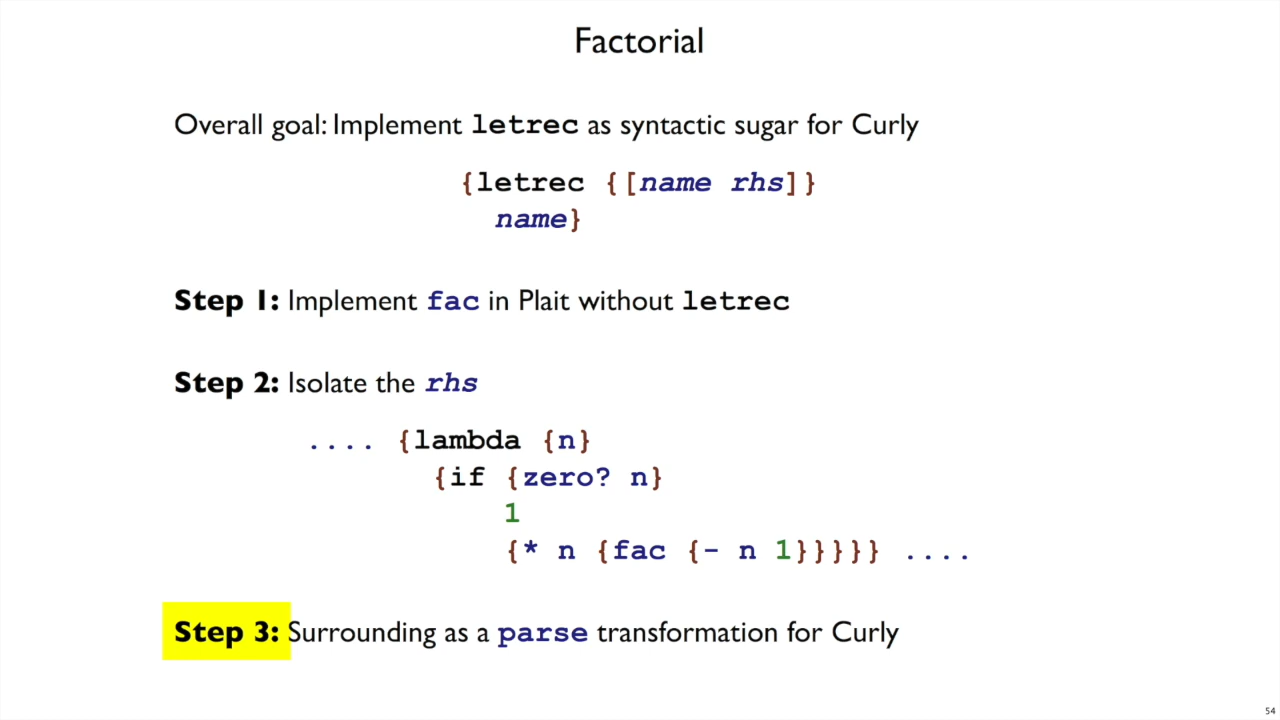 Factorial
Overall goal: Implement letrec as syntactic sugar for Curly
{letrec {[name rhs]}
name}
Step 1: Implement fac in Plait without letrec
Step 2: Isolate the rhs
.... {lambda {n}
{if {zero? n}
1
{* n {fac {- n 1}}}}} ....
Step 3: Surrounding as a parse transformation for Curly
54